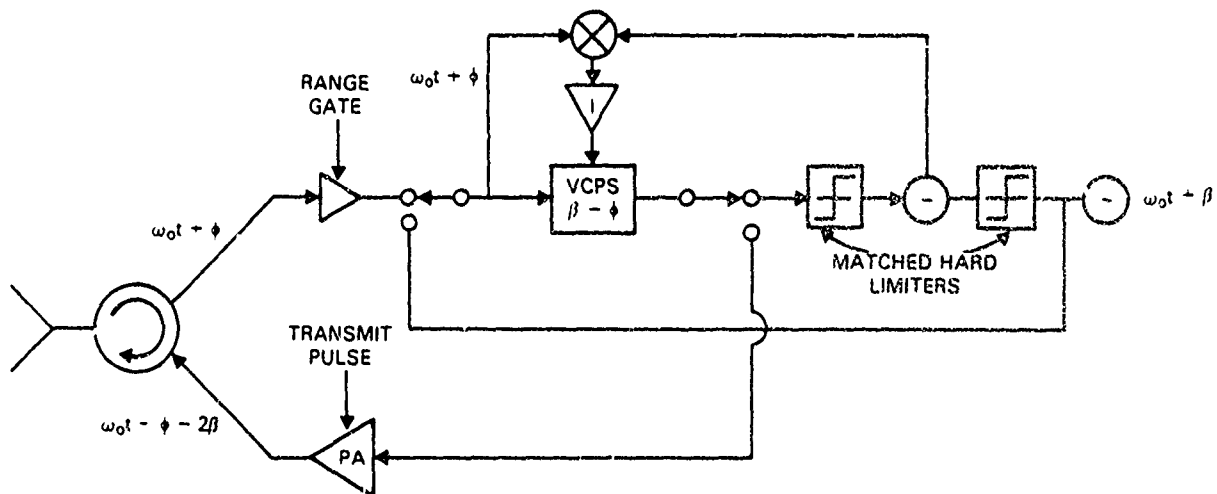 RANGE
GATE
ω₀t + ϕ
I
VCPS
β − ϕ
−
~
ω₀t + β
ω₀t + ϕ
MATCHED HARD
LIMITERS
TRANSMIT
PULSE
ω₀t − ϕ − 2β
PA